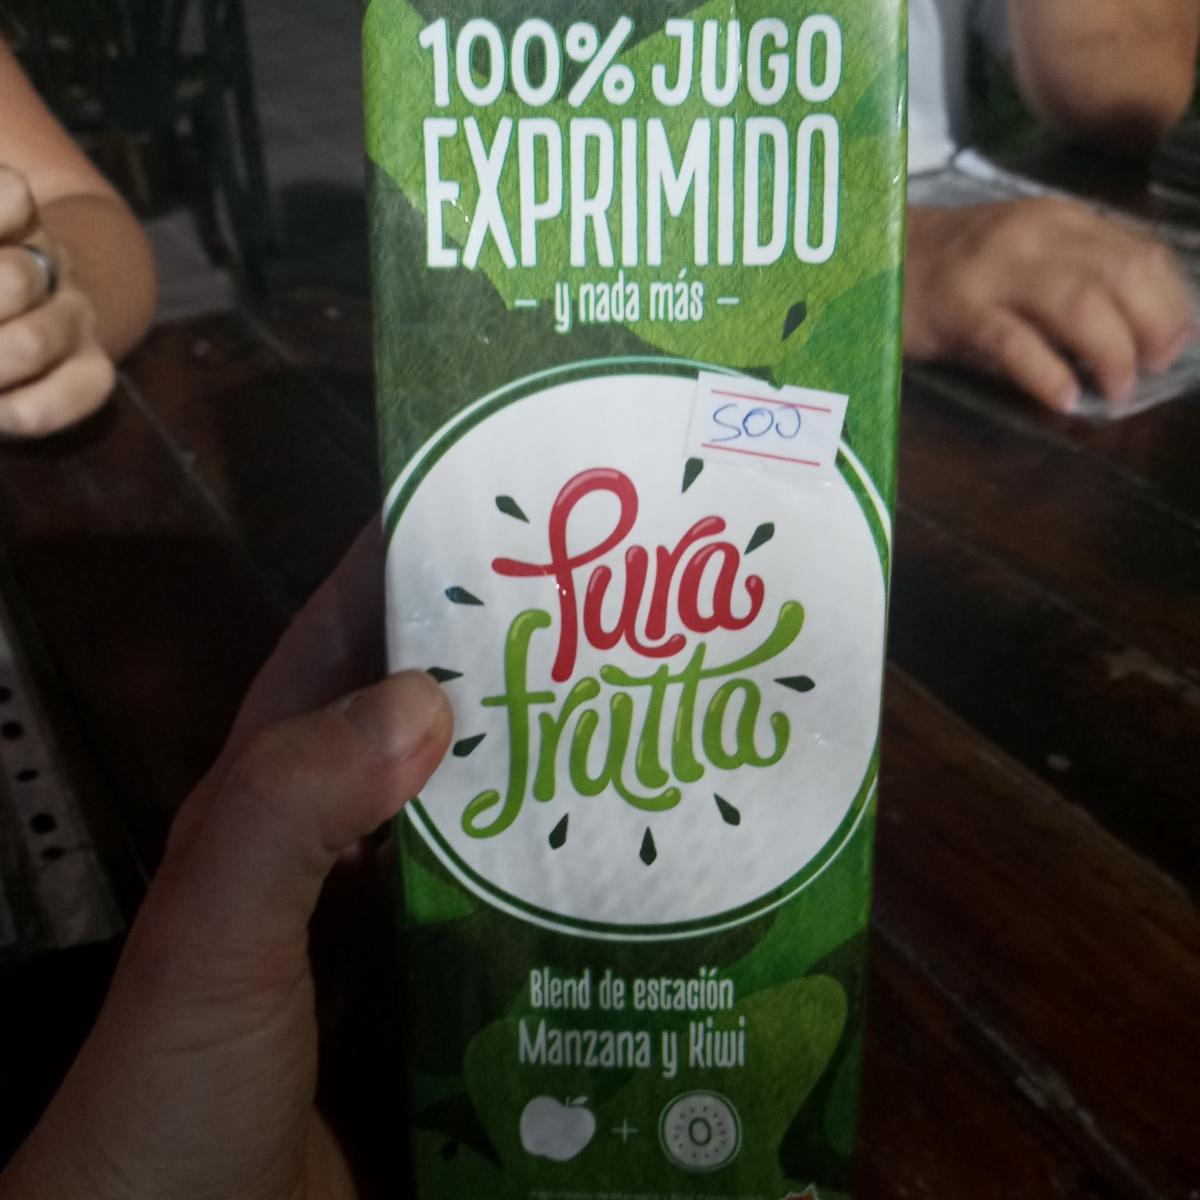 100% JUGO
EXPRIMIDO
– y nada más –
500
Pura
frutta
Blend de estación
Manzana y Kiwi
+